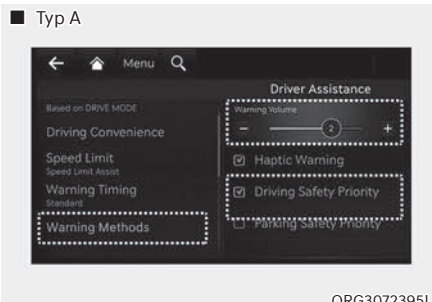 ■ Typ A
Menu
Driver Assistance
Based on DRIVE MODE
Driving Convenience
Speed Limit
Speed Limit Assist
Warning Timing
Standard
Warning Methods
Warning Volume
− 2 +
Haptic Warning
Driving Safety Priority
Parking Safety Priority
ORG3072395L